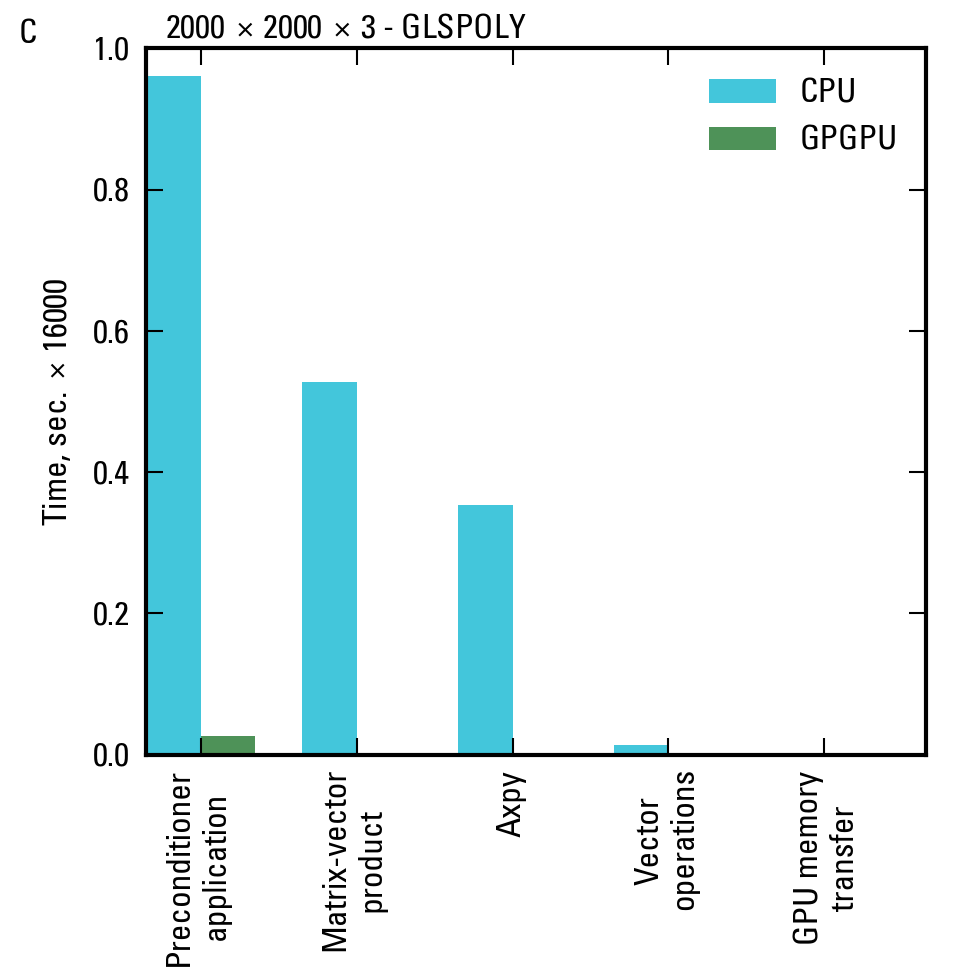 C
2000 × 2000 × 3 - GLSPOLY
CPU
GPGPU
1.0
0.8
0.6
0.4
0.2
0.0
Time, sec. × 16000
Preconditioner
application
Matrix-vector
product
Axpy
Vector
operations
GPU memory
transfer